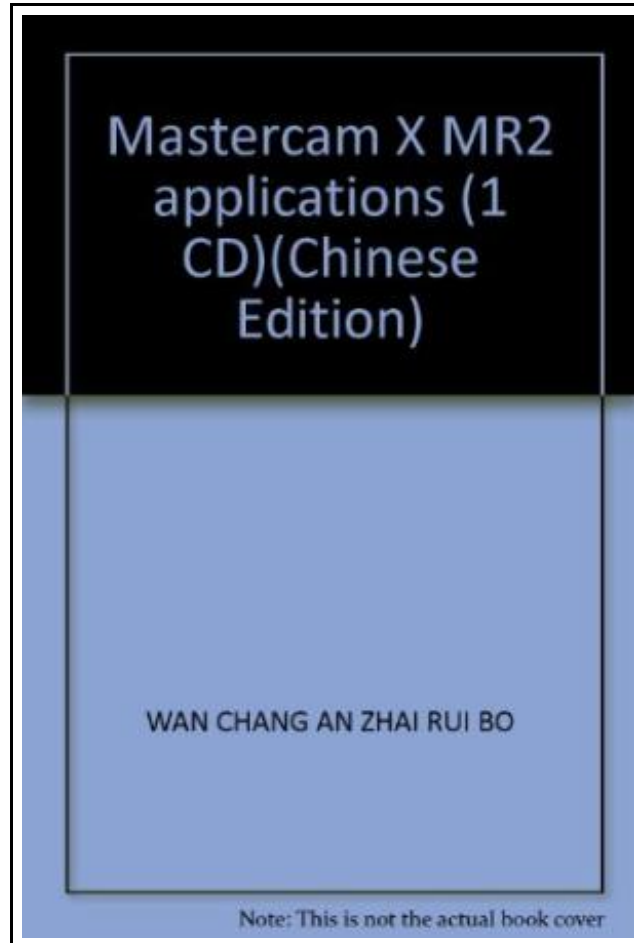 Mastercam X MR2
applications (1
CD)(Chinese
Edition)
WAN CHANG AN ZHAI RUI BO
Note: This is not the actual book cover